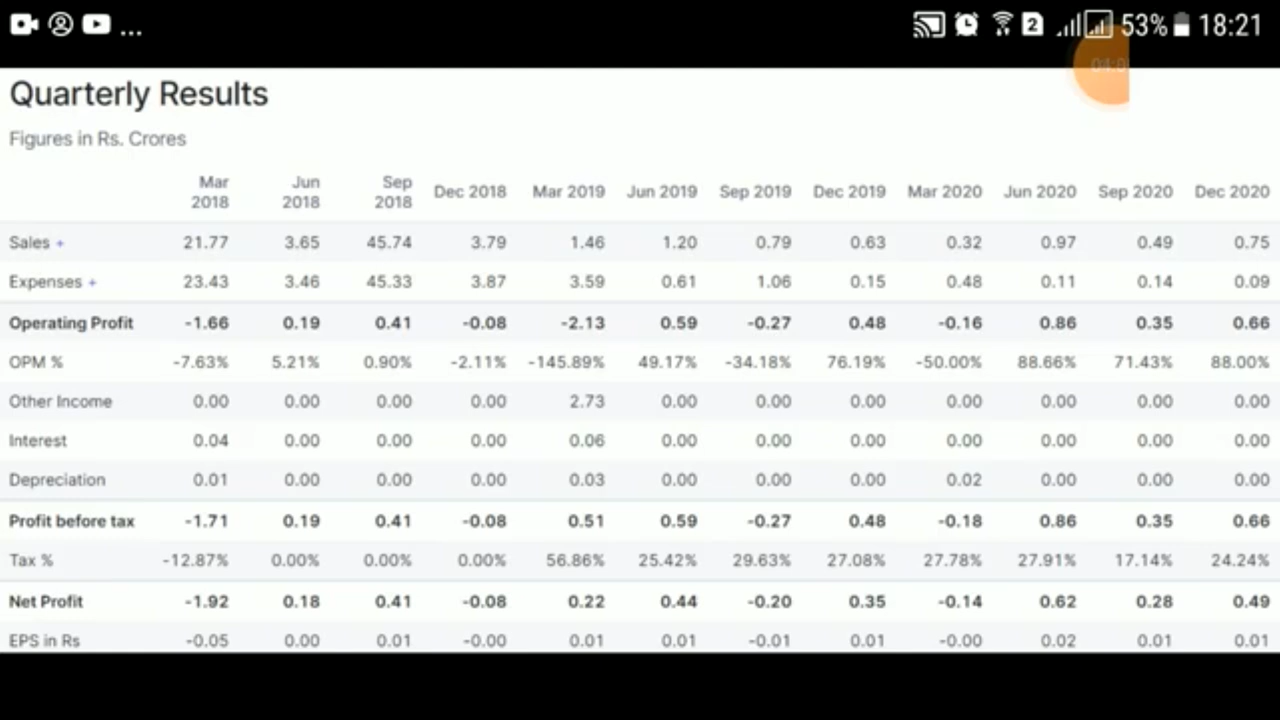 ... 2 53% 18:21
04:0
Quarterly Results
Figures in Rs. Crores
Mar 2018 Jun 2018 Sep 2018 Dec 2018 Mar 2019 Jun 2019 Sep 2019 Dec 2019 Mar 2020 Jun 2020 Sep 2020 Dec 2020
Sales + 21.77 3.65 45.74 3.79 1.46 1.20 0.79 0.63 0.32 0.97 0.49 0.75
Expenses + 23.43 3.46 45.33 3.87 3.59 0.61 1.06 0.15 0.48 0.11 0.14 0.09
Operating Profit -1.66 0.19 0.41 -0.08 -2.13 0.59 -0.27 0.48 -0.16 0.86 0.35 0.66
OPM % -7.63% 5.21% 0.90% -2.11% -145.89% 49.17% -34.18% 76.19% -50.00% 88.66% 71.43% 88.00%
Other Income 0.00 0.00 0.00 0.00 2.73 0.00 0.00 0.00 0.00 0.00 0.00 0.00
Interest 0.04 0.00 0.00 0.00 0.06 0.00 0.00 0.00 0.00 0.00 0.00 0.00
Depreciation 0.01 0.00 0.00 0.00 0.03 0.00 0.00 0.00 0.02 0.00 0.00 0.00
Profit before tax -1.71 0.19 0.41 -0.08 0.51 0.59 -0.27 0.48 -0.18 0.86 0.35 0.66
Tax % -12.87% 0.00% 0.00% 0.00% 56.86% 25.42% 29.63% 27.08% 27.78% 27.91% 17.14% 24.24%
Net Profit -1.92 0.18 0.41 -0.08 0.22 0.44 -0.20 0.35 -0.14 0.62 0.28 0.49
EPS in Rs -0.05 0.00 0.01 -0.00 0.01 0.01 -0.01 0.01 -0.00 0.02 0.01 0.01